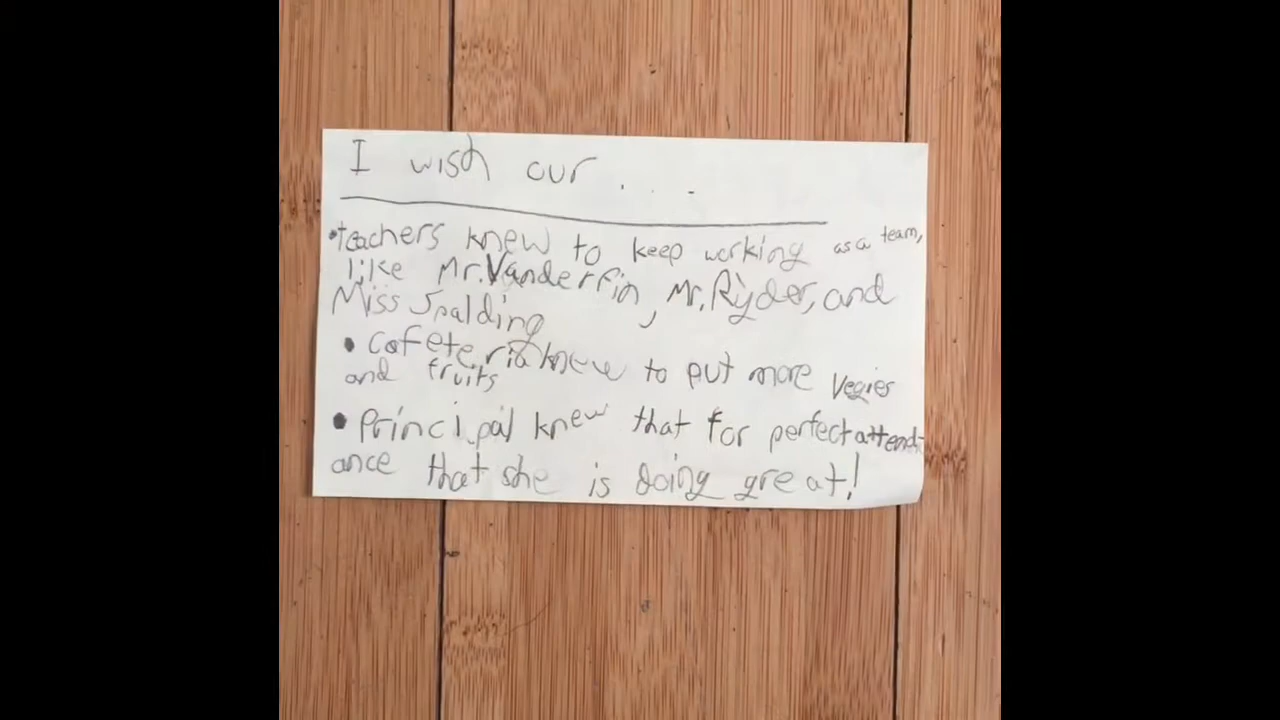 I wish our . . . .
•teachers knew to keep working as a team,
like Mr. Vanderfin, Mr. Ryder, and
Miss Spalding
• Cafeteria knew to put more vegies
and fruits
• Principal knew that for perfect attend-
ance that she is doing great!